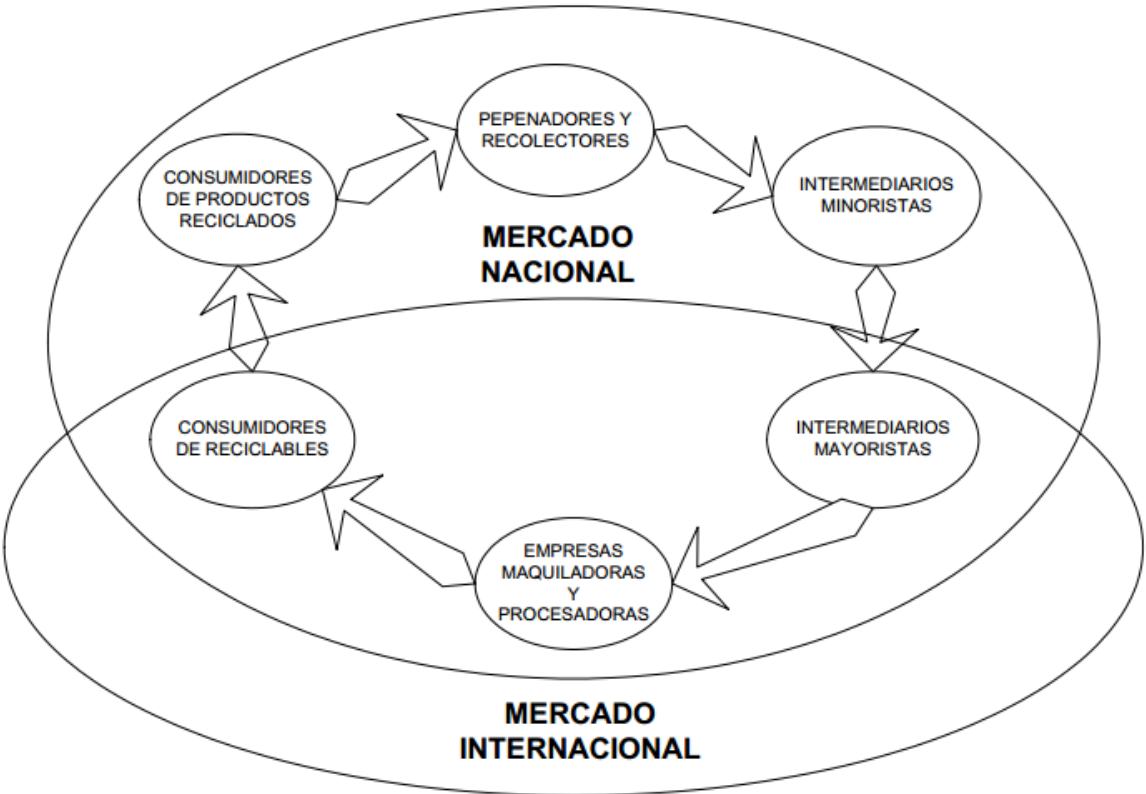 PEPENADORES Y
RECOLECTORES
CONSUMIDORES
DE PRODUCTOS
RECICLADOS
INTERMEDIARIOS
MINORISTAS
MERCADO
NACIONAL
CONSUMIDORES
DE RECICLABLES
INTERMEDIARIOS
MAYORISTAS
EMPRESAS
MAQUILADORAS
Y
PROCESADORAS
MERCADO
INTERNACIONAL